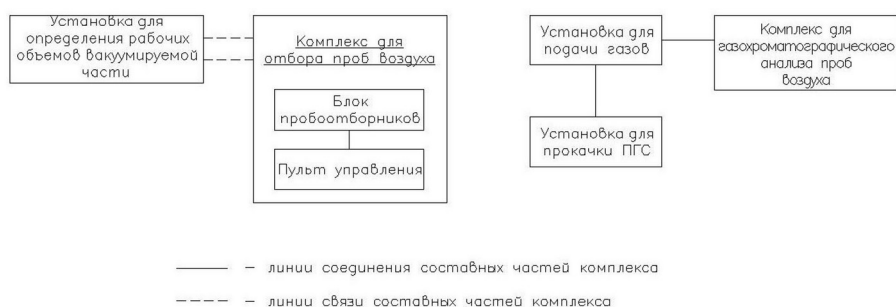 Установка для
определения рабочих
объемов вакуумируемой
части
Комплекс для
отбора проб воздуха
Блок
пробоотборников
Пульт управления
Установка для
подачи газов
Комплекс для
газохроматографического
анализа проб
воздуха
Установка для
прокачки ПГС
– линии соединения составных частей комплекса
– линии связи составных частей комплекса